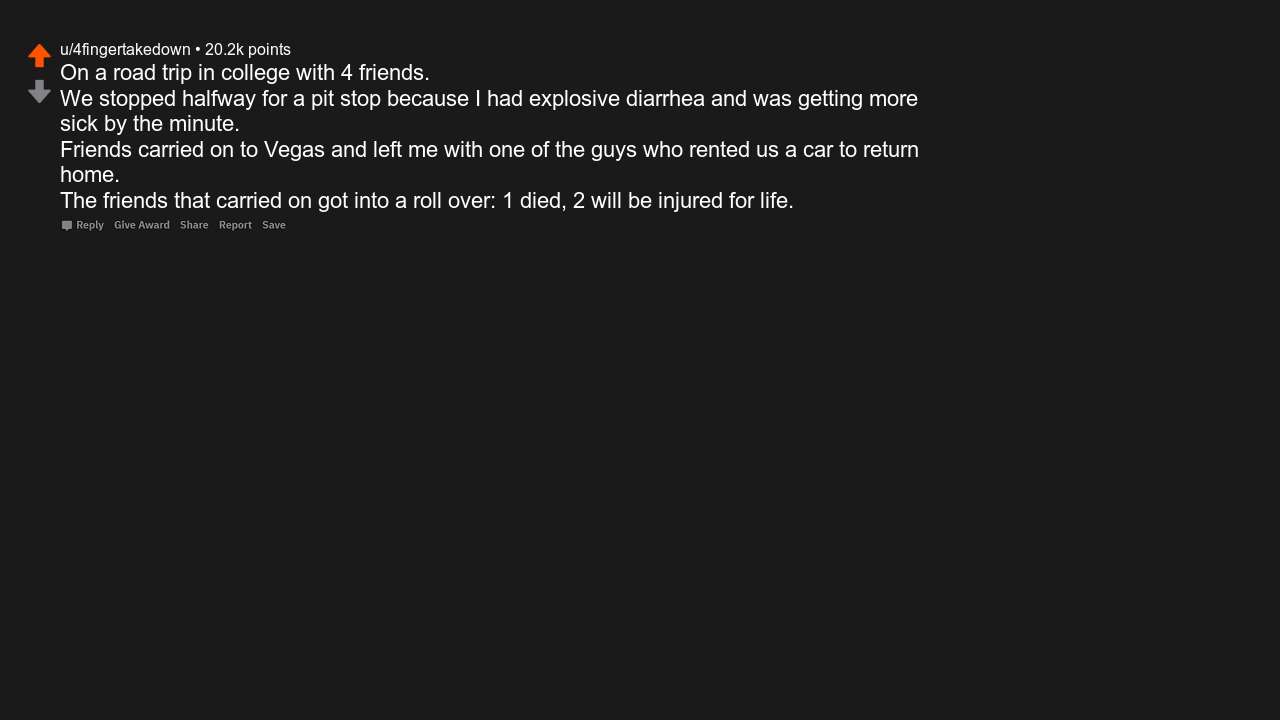 u/4fingertakedown • 20.2k points
On a road trip in college with 4 friends.
We stopped halfway for a pit stop because I had explosive diarrhea and was getting more
sick by the minute.
Friends carried on to Vegas and left me with one of the guys who rented us a car to return
home.
The friends that carried on got into a roll over: 1 died, 2 will be injured for life.
Reply Give Award Share Report Save